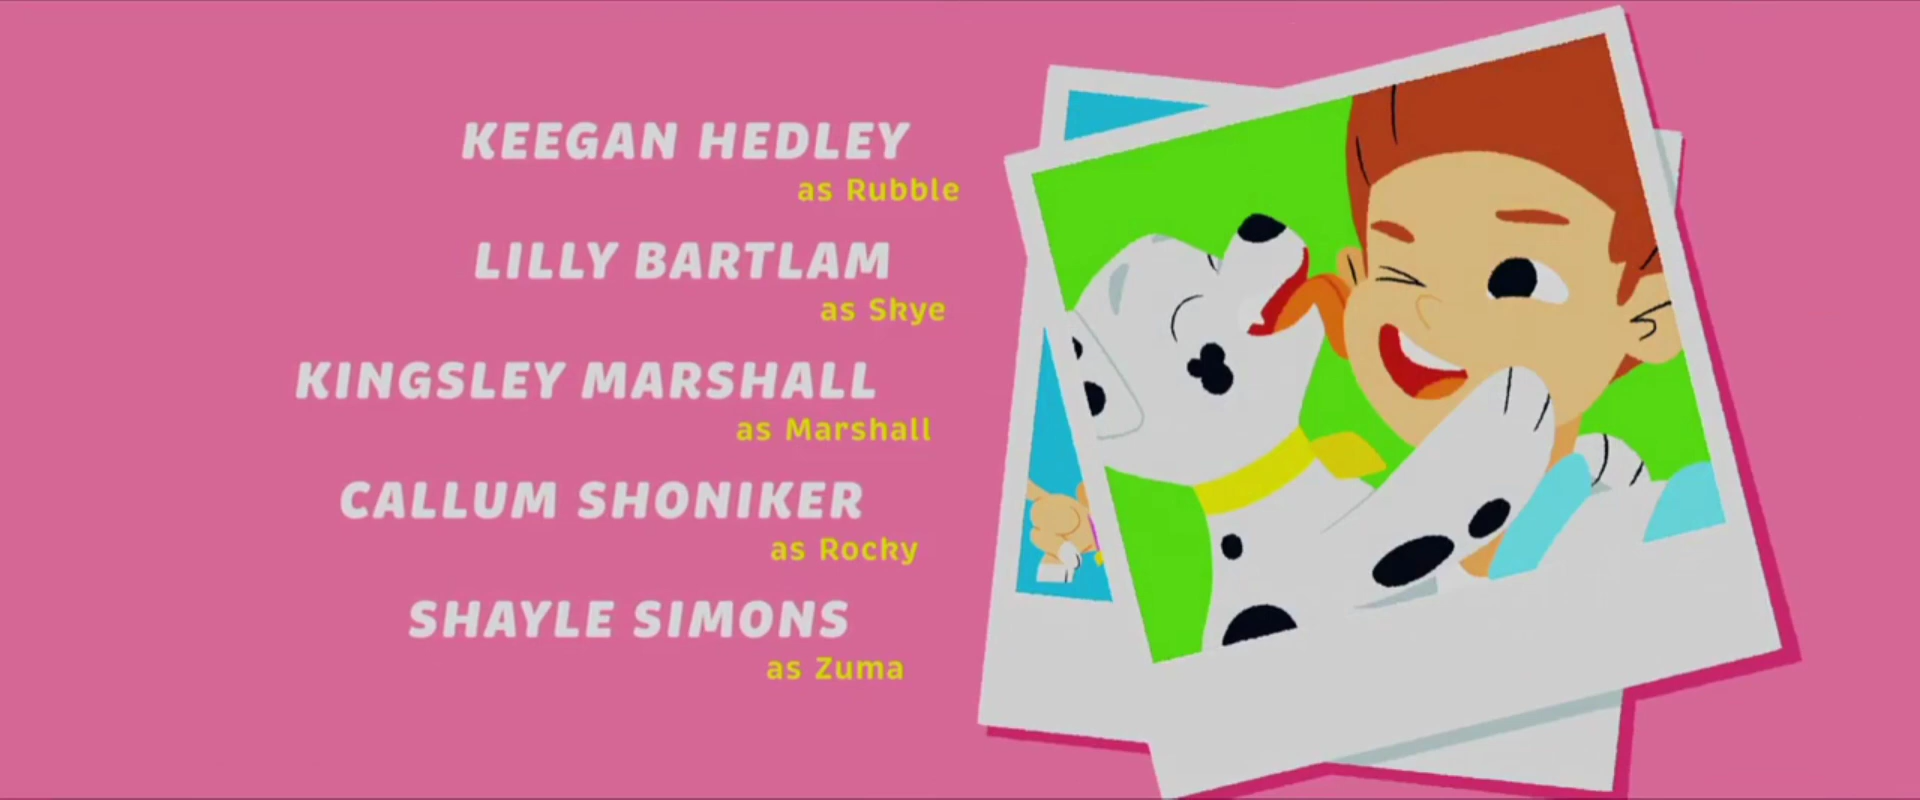 KEEGAN HEDLEY
as Rubble
LILLY BARTLAM
as Skye
KINGSLEY MARSHALL
as Marshall
CALLUM SHONIKER
as Rocky
SHAYLE SIMONS
as Zuma